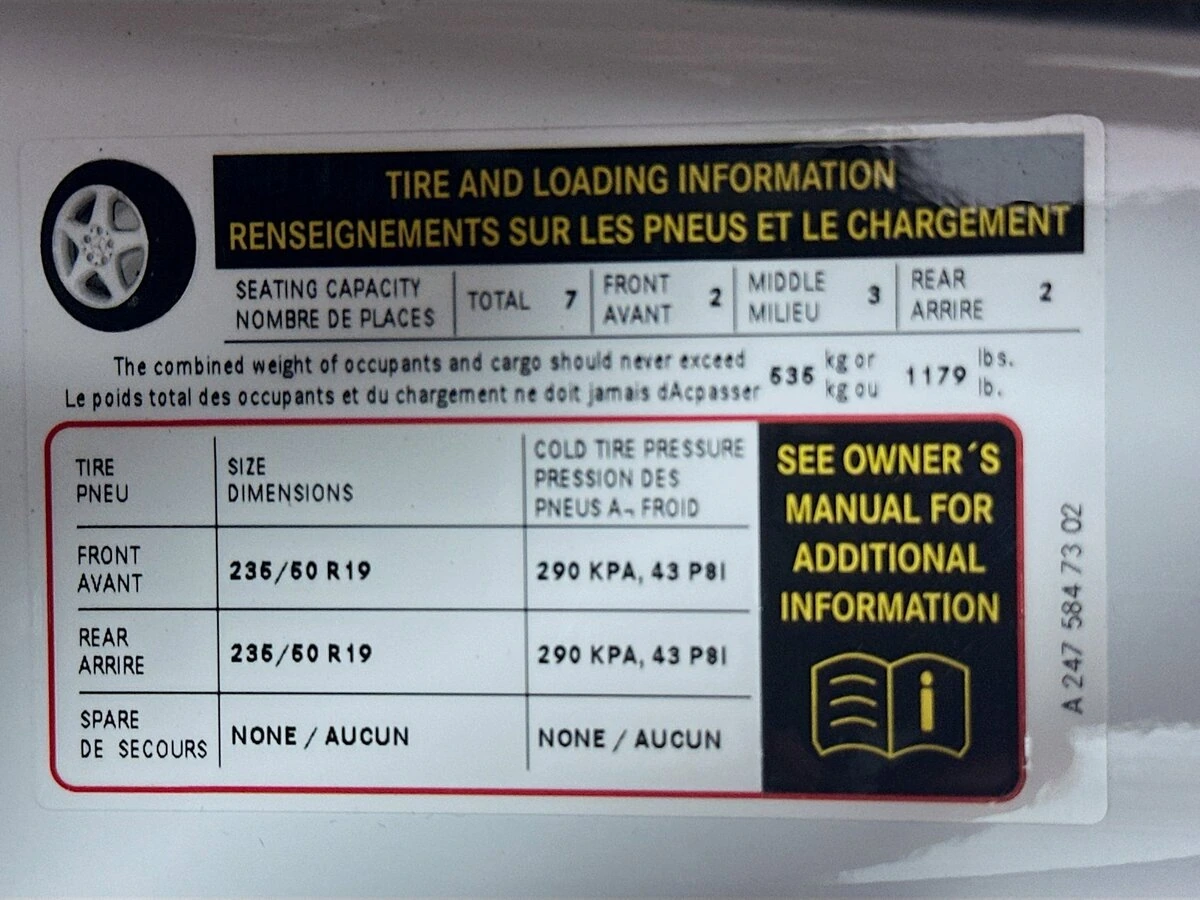 TIRE AND LOADING INFORMATION
RENSEIGNEMENTS SUR LES PNEUS ET LE CHARGEMENT
SEATING CAPACITY
NOMBRE DE PLACES
TOTAL 7
FRONT
AVANT
2
MIDDLE
MILIEU
3
REAR
ARRIRE
2
The combined weight of occupants and cargo should never exceed
Le poids total des occupants et du chargement ne doit jamais dAcpasser
535
kg or
kg ou
1179
lbs.
lb.
TIRE
PNEU
SIZE
DIMENSIONS
COLD TIRE PRESSURE
PRESSION DES
PNEUS A¬ FROID
FRONT
AVANT
235/50 R19
290 KPA, 43 PSI
REAR
ARRIRE
235/50 R19
290 KPA, 43 PSI
SPARE
DE SECOURS
NONE / AUCUN
NONE / AUCUN
SEE OWNER´S
MANUAL FOR
ADDITIONAL
INFORMATION
i
A 247 584 73 02